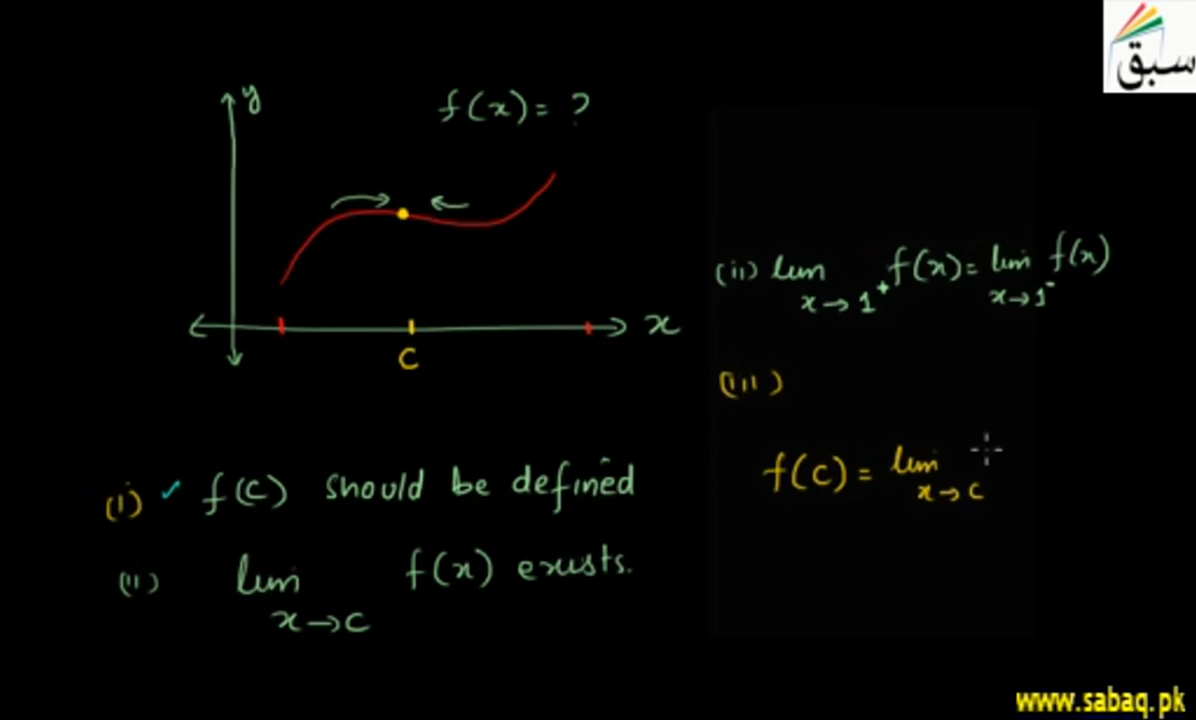 سبق
y
f(x) = ?
x
c
(i) ✓ f(c) should be defined
(ii) lim f(x) exists.
x→c
(ii) lim f(x) = lim f(x)
x→1⁺ x→1⁻
(iii)
f(c) = lim
x→c
www.sabaq.pk